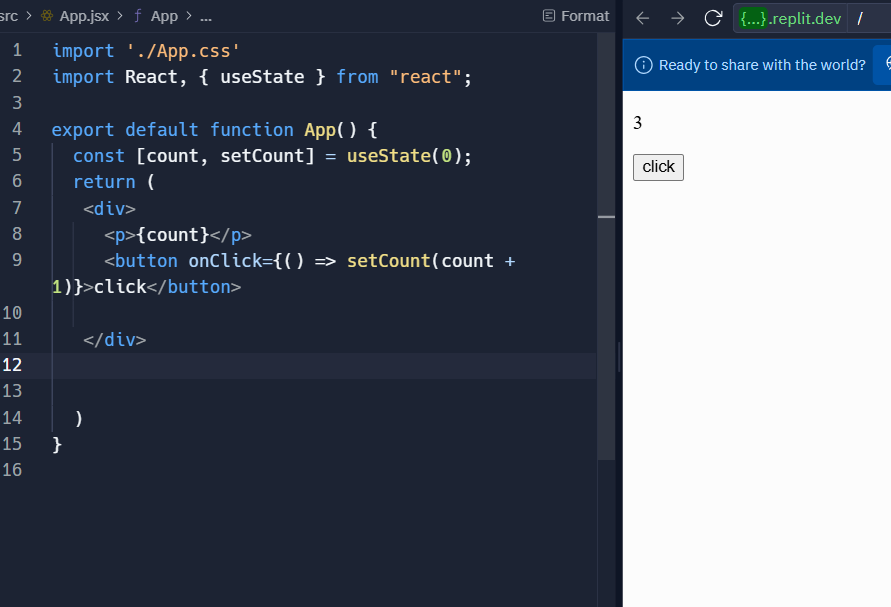 src > App.jsx > App > ...
Format
1 import './App.css'
2 import React, { useState } from "react";
3
4 export default function App() {
5 const [count, setCount] = useState(0);
6 return (
7 <div>
8 <p>{count}</p>
9 <button onClick={() => setCount(count +
1)}>click</button>
10
11 </div>
12
13
14 )
15 }
16
{...}.replit.dev /
Ready to share with the world?
3
click